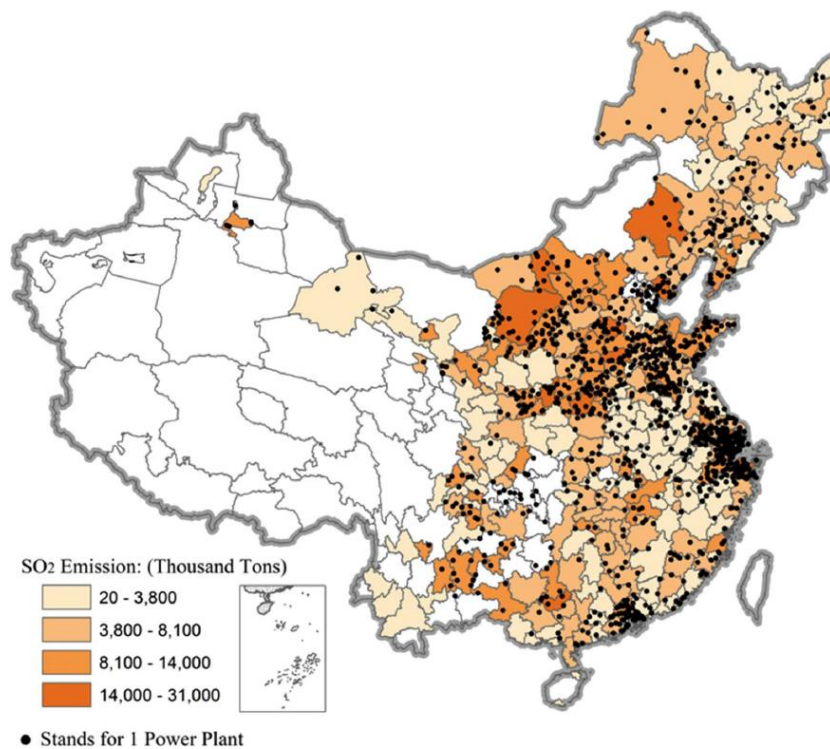 SO2 Emission: (Thousand Tons)
20 - 3,800
3,800 - 8,100
8,100 - 14,000
14,000 - 31,000
Stands for 1 Power Plant